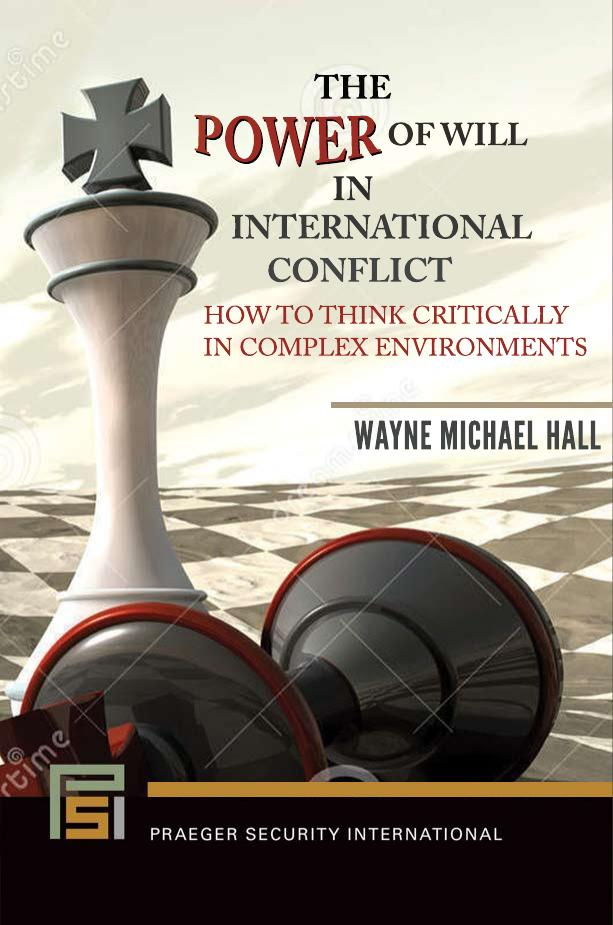 THE
POWER OF WILL
IN
INTERNATIONAL
CONFLICT
HOW TO THINK CRITICALLY
IN COMPLEX ENVIRONMENTS
WAYNE MICHAEL HALL
PSI
PRAEGER SECURITY INTERNATIONAL